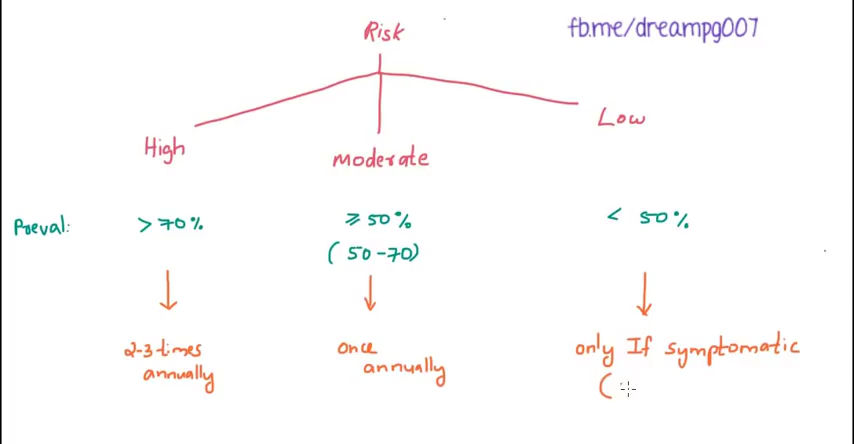 Risk
fb.me/dreampg007
High
Moderate
Low
Preval:
> 70%
≥ 50%
< 50%
(50-70)
2-3 times
annually
once
annually
only If symptomatic
(